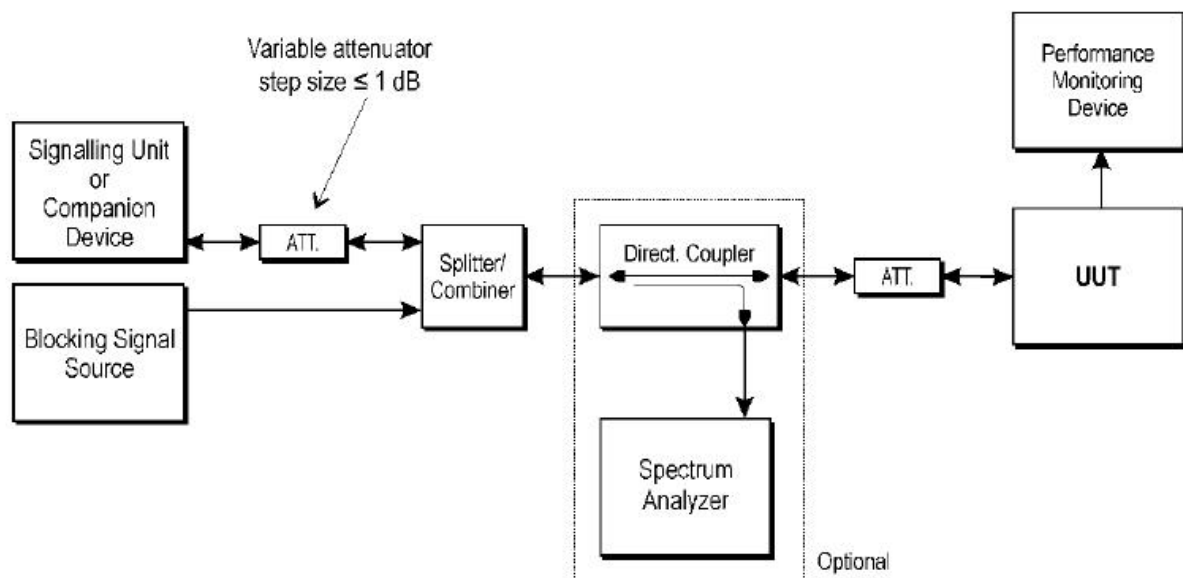 Variable attenuator
step size ≤ 1 dB
Performance
Monitoring
Device
Signalling Unit
or
Companion
Device
ATT.
Splitter/
Combiner
Direct. Coupler
ATT.
UUT
Blocking Signal
Source
Spectrum
Analyzer
Optional